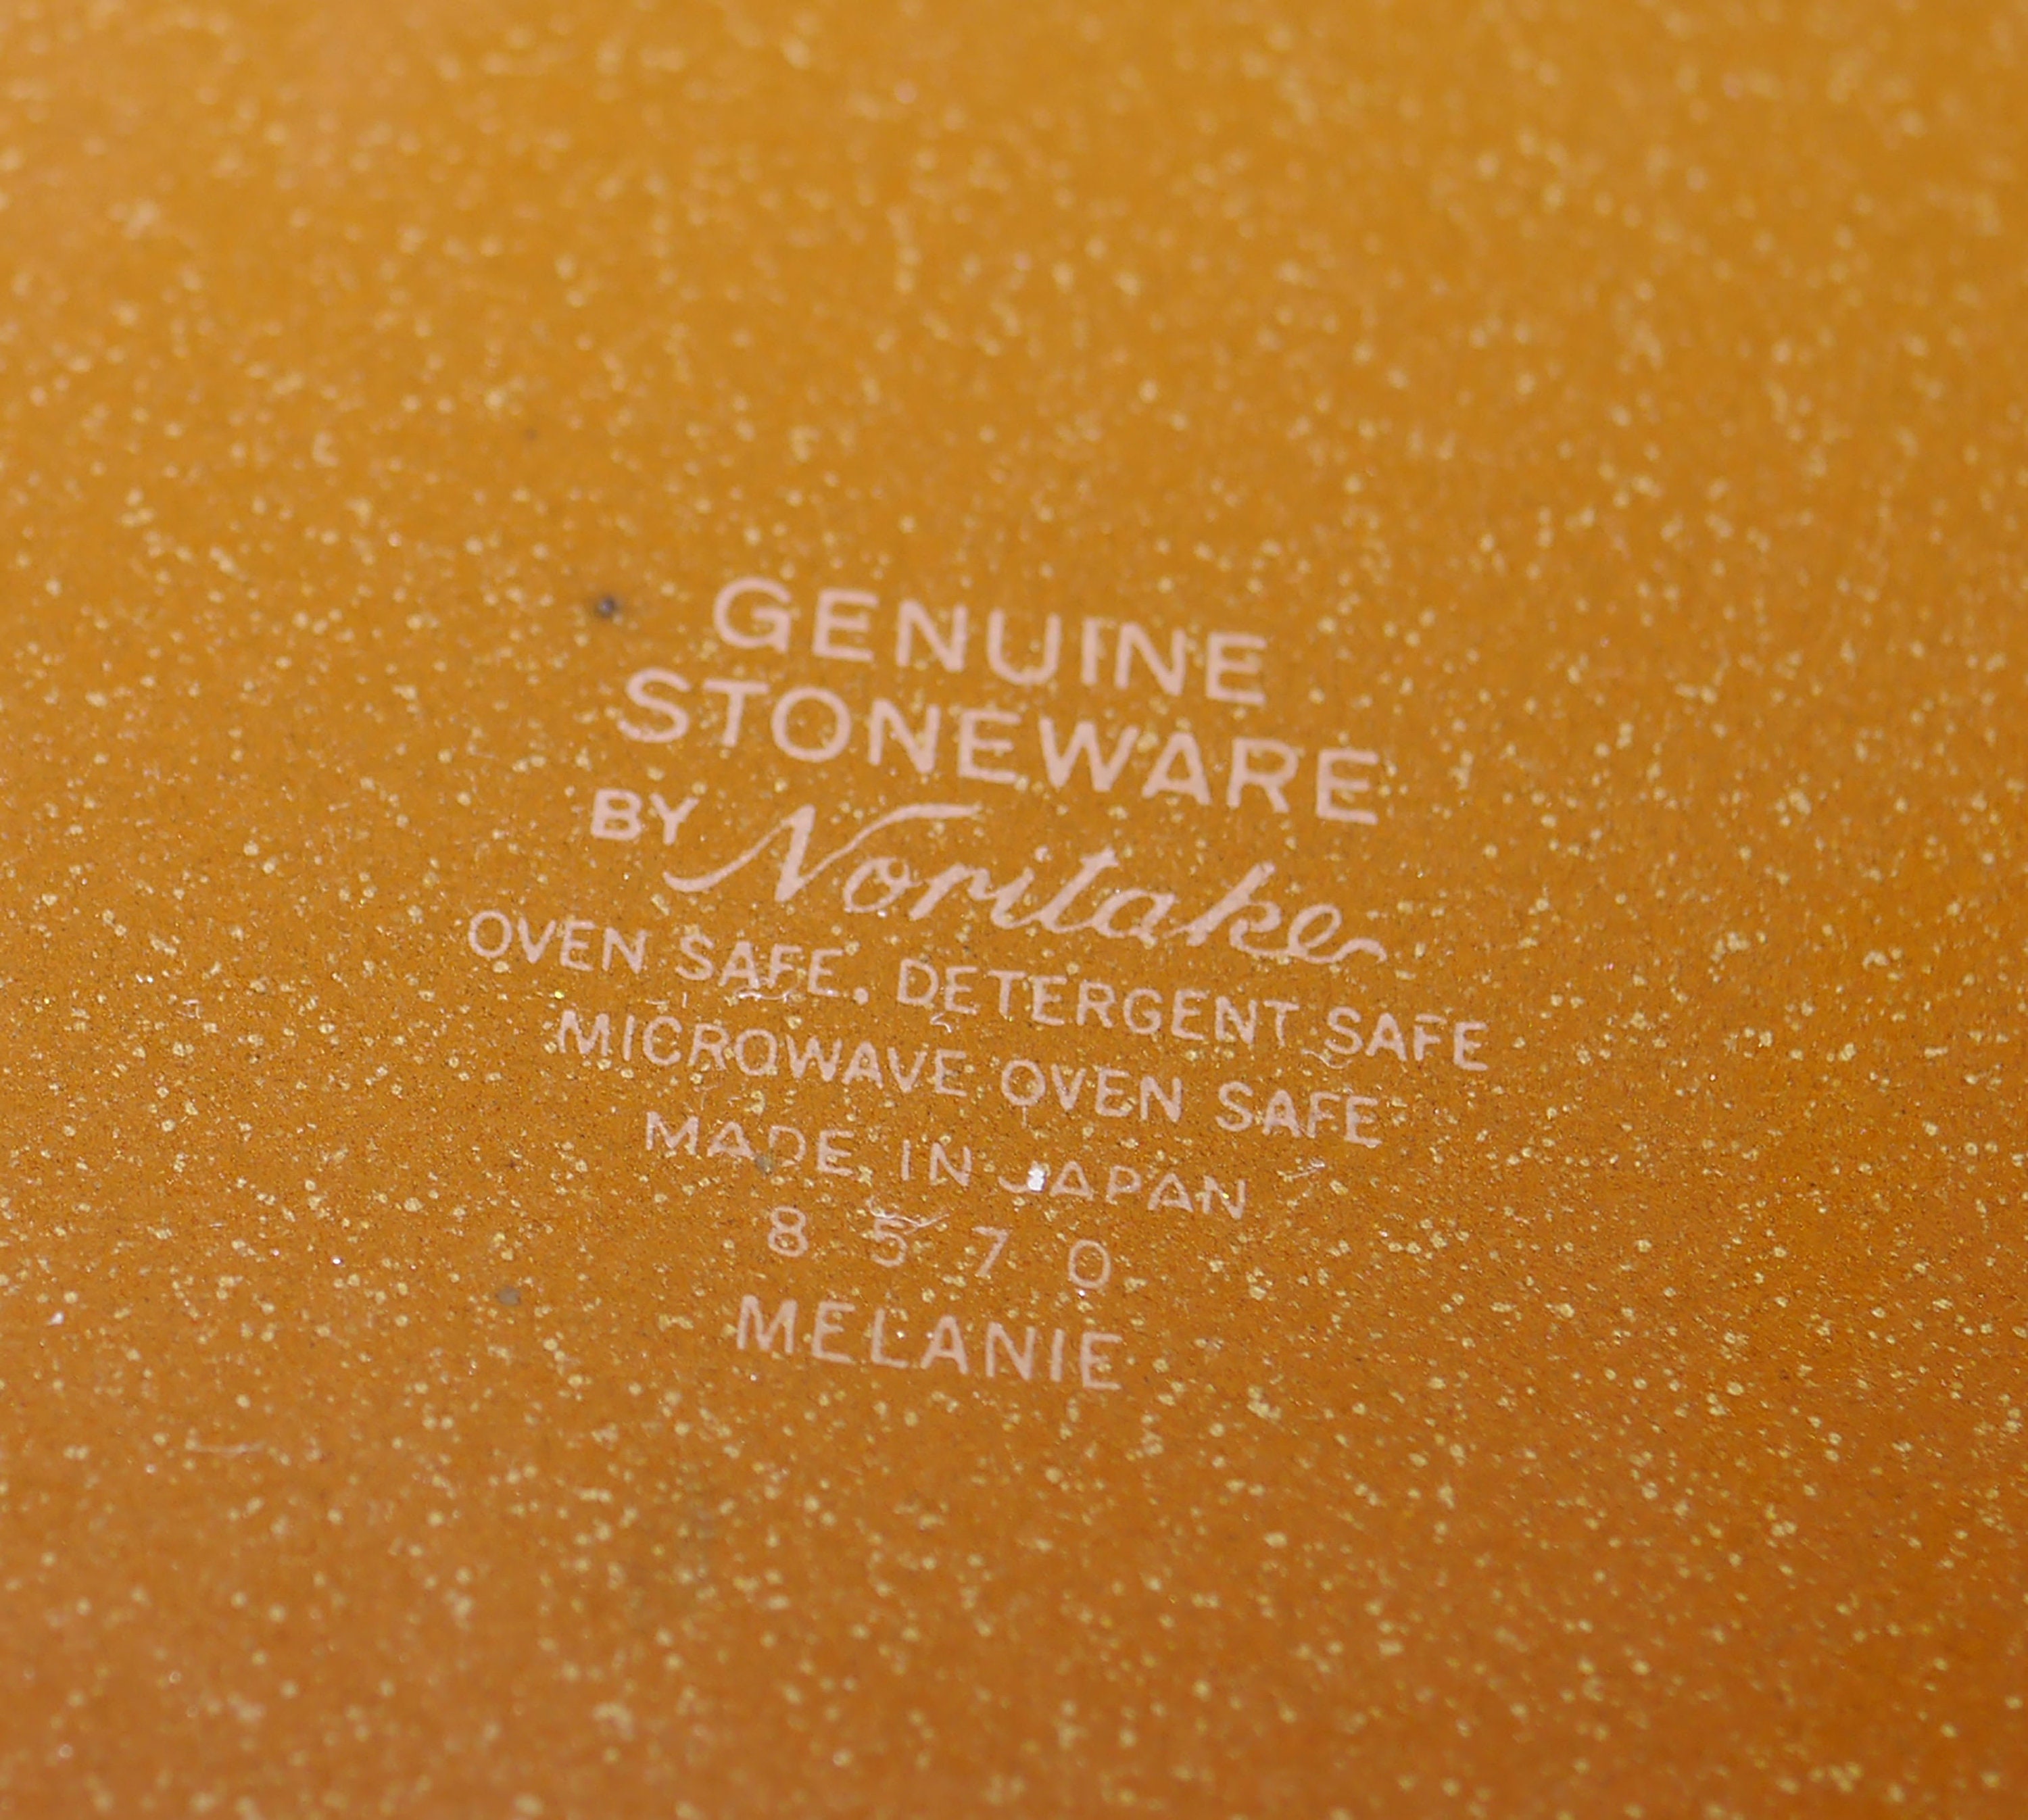 GENUINE
STONEWARE
BY Noritake
OVEN SAFE. DETERGENT SAFE
MICROWAVE OVEN SAFE
MADE IN JAPAN
8570
MELANIE